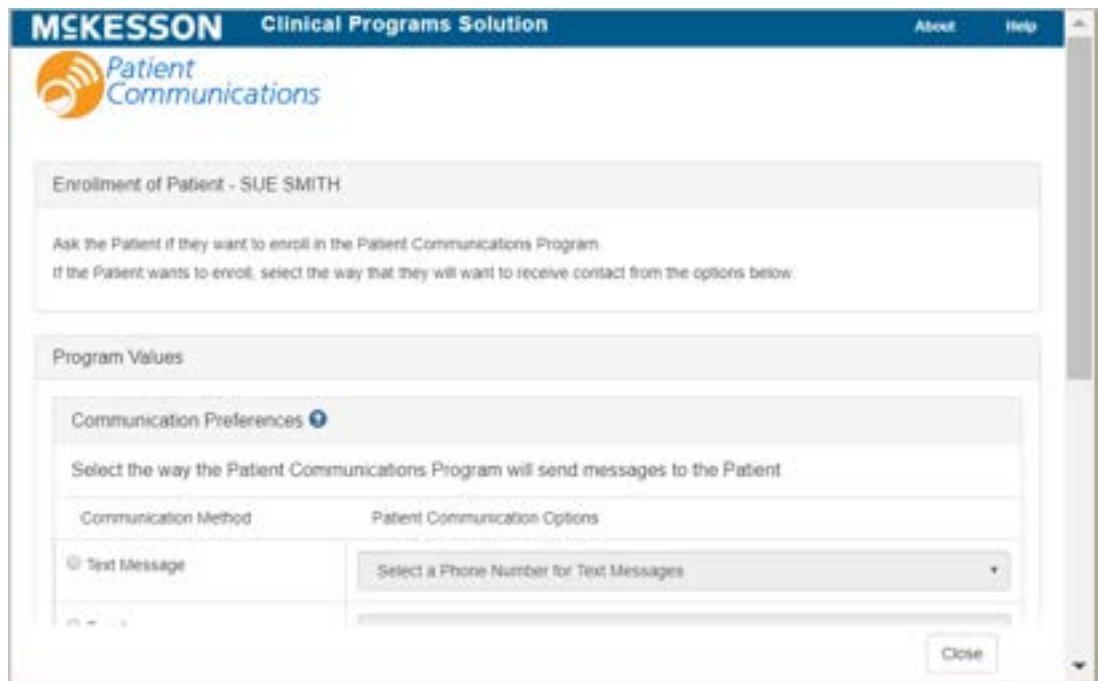 MCKESSON Clinical Programs Solution About Help
Patient
Communications
Enrollment of Patient - SUE SMITH
Ask the Patient if they want to enroll in the Patient Communications Program.
If the Patient wants to enroll, select the way that they will want to receive contact from the options below.
Program Values
Communication Preferences ?
Select the way the Patient Communications Program will send messages to the Patient
Communication Method Patient Communication Options
Text Message Select a Phone Number for Text Messages
Close